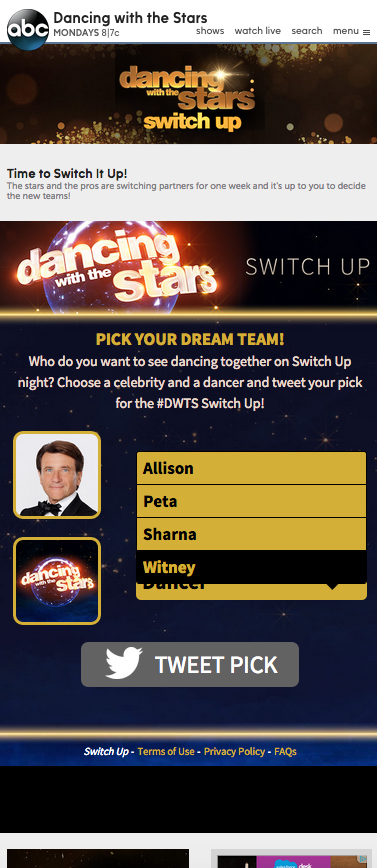 abc
Dancing with the Stars
MONDAYS 8|7c
shows watch live search menu
dancing
with the
stars
switch up
Time to Switch It Up!
The stars and the pros are switching partners for one week and it's up to you to decide
the new teams!
dancing
with the
stars
SWITCH UP
PICK YOUR DREAM TEAM!
Who do you want to see dancing together on Switch Up
night? Choose a celebrity and a dancer and tweet your pick
for the #DWTS Switch Up!
Allison
Peta
Sharna
Witney
Dancer
dancing
with the
stars
TWEET PICK
Switch Up - Terms of Use - Privacy Policy - FAQs
desk